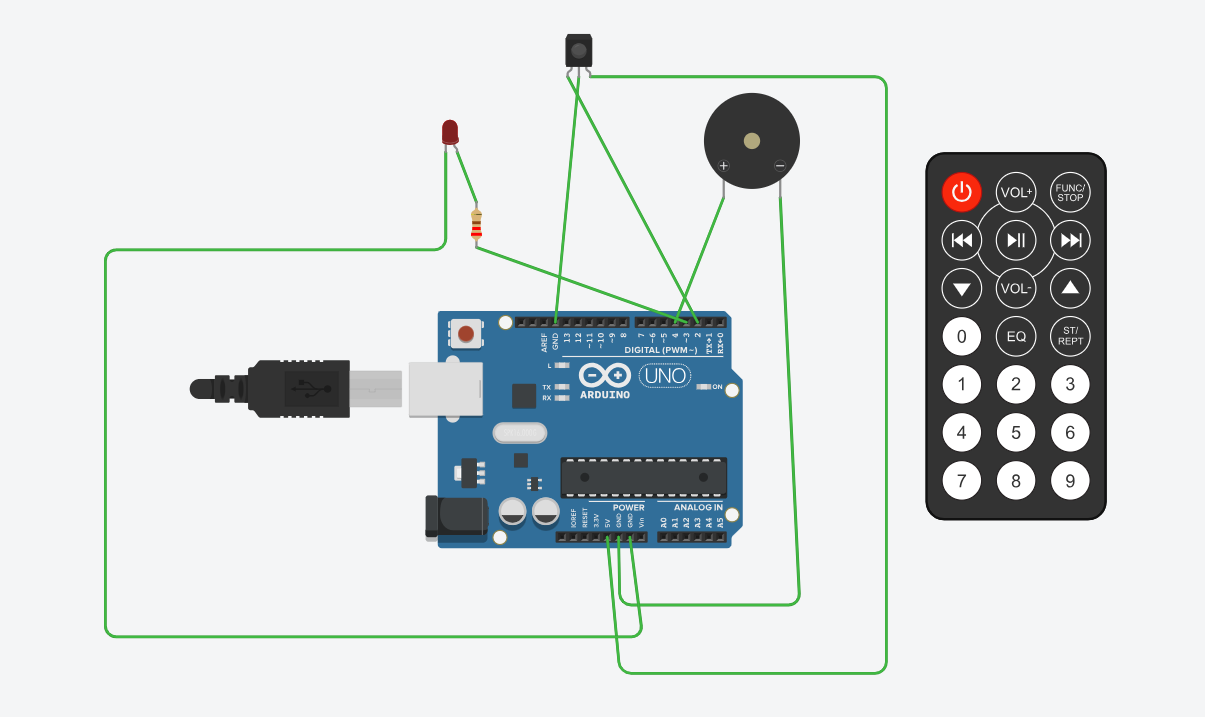 +
−
VOL+
FUNC/
STOP
VOL-
0
EQ
ST/
REPT
1
2
3
4
5
6
7
8
9
AREF
GND
13
12
~11
~10
~9
8
7
~6
~5
4
~3
2
TX→1
RX←0
DIGITAL (PWM~)
L
TX
RX
UNO
ON
ARDUINO
POWER
ANALOG IN
IOREF
RESET
3.3V
5V
GND
GND
Vin
A0
A1
A2
A3
A4
A5